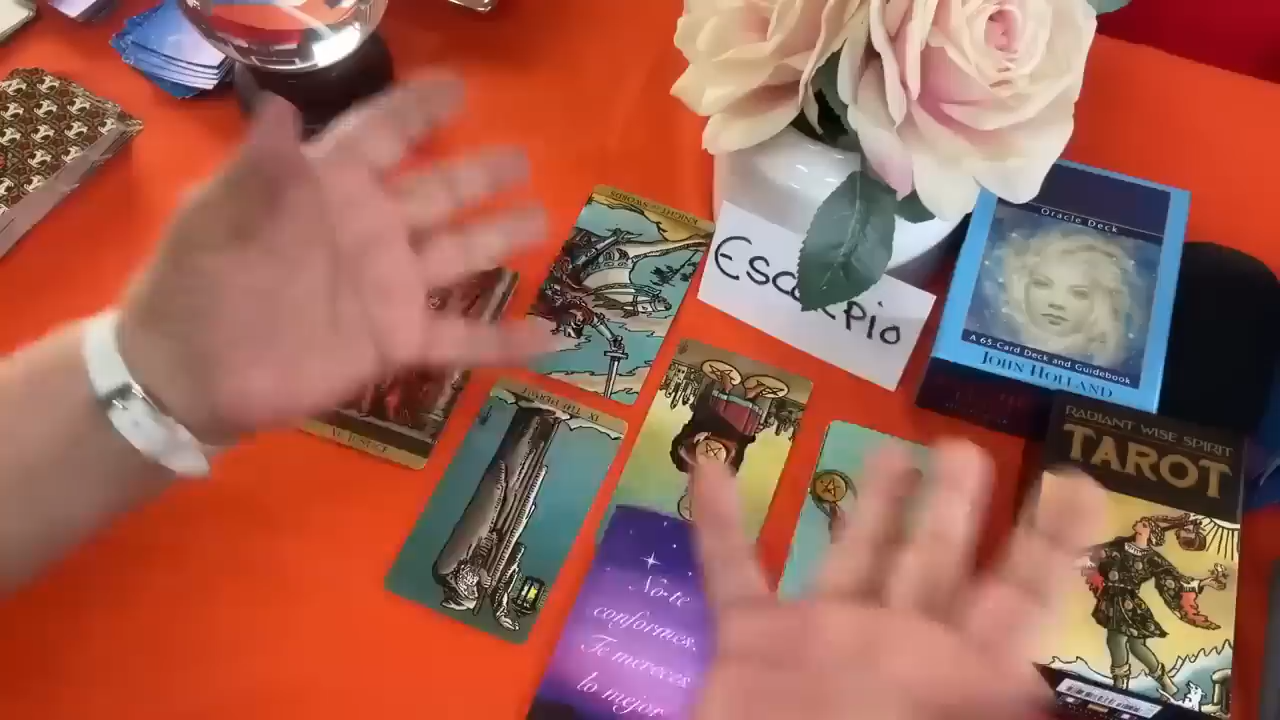 KNIGHT OF SWORDS
Escorpio
Oracle Deck
A 65-Card Deck and Guidebook
JOHN HOLLAND
RADIANT WISE SPIRIT
TAROT
IX. THE HERMIT
No te
conformes.
Te mereces
lo mejor